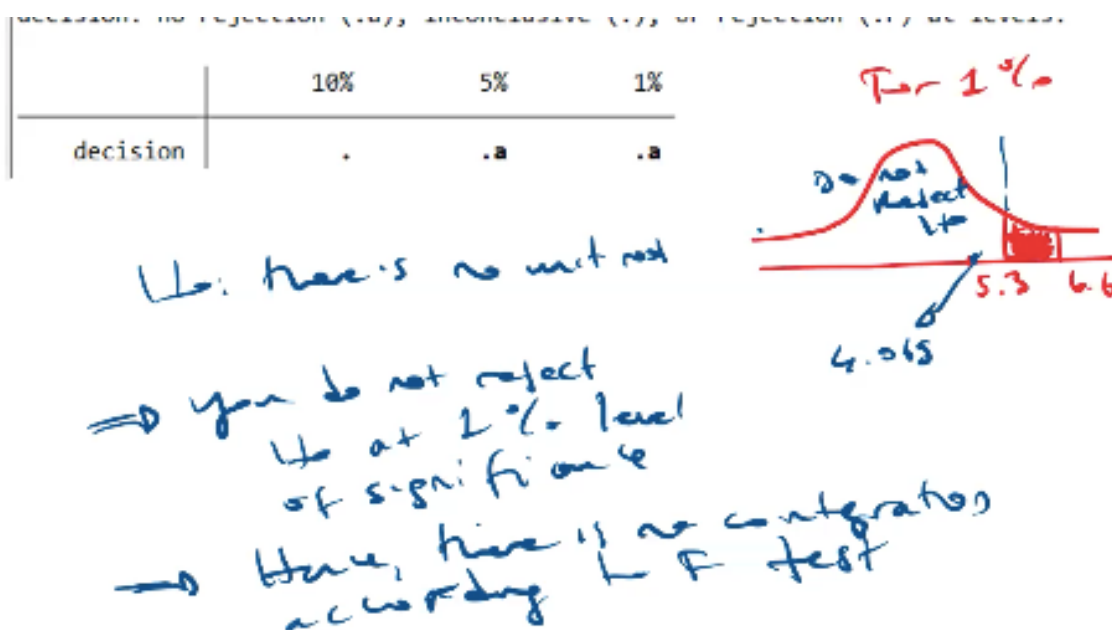 decision: no rejection (.a), inconclusive (.), or rejection (.r) at levels:
10% 5% 1%
decision . .a .a
For 1%
Do not
Reject
Ho
5.3 6.6
4.065
Ho: there is no unit root
⇒ you do not reject
Ho at 1% level
of significance
→ Hence, there is no cointegration
according to F test